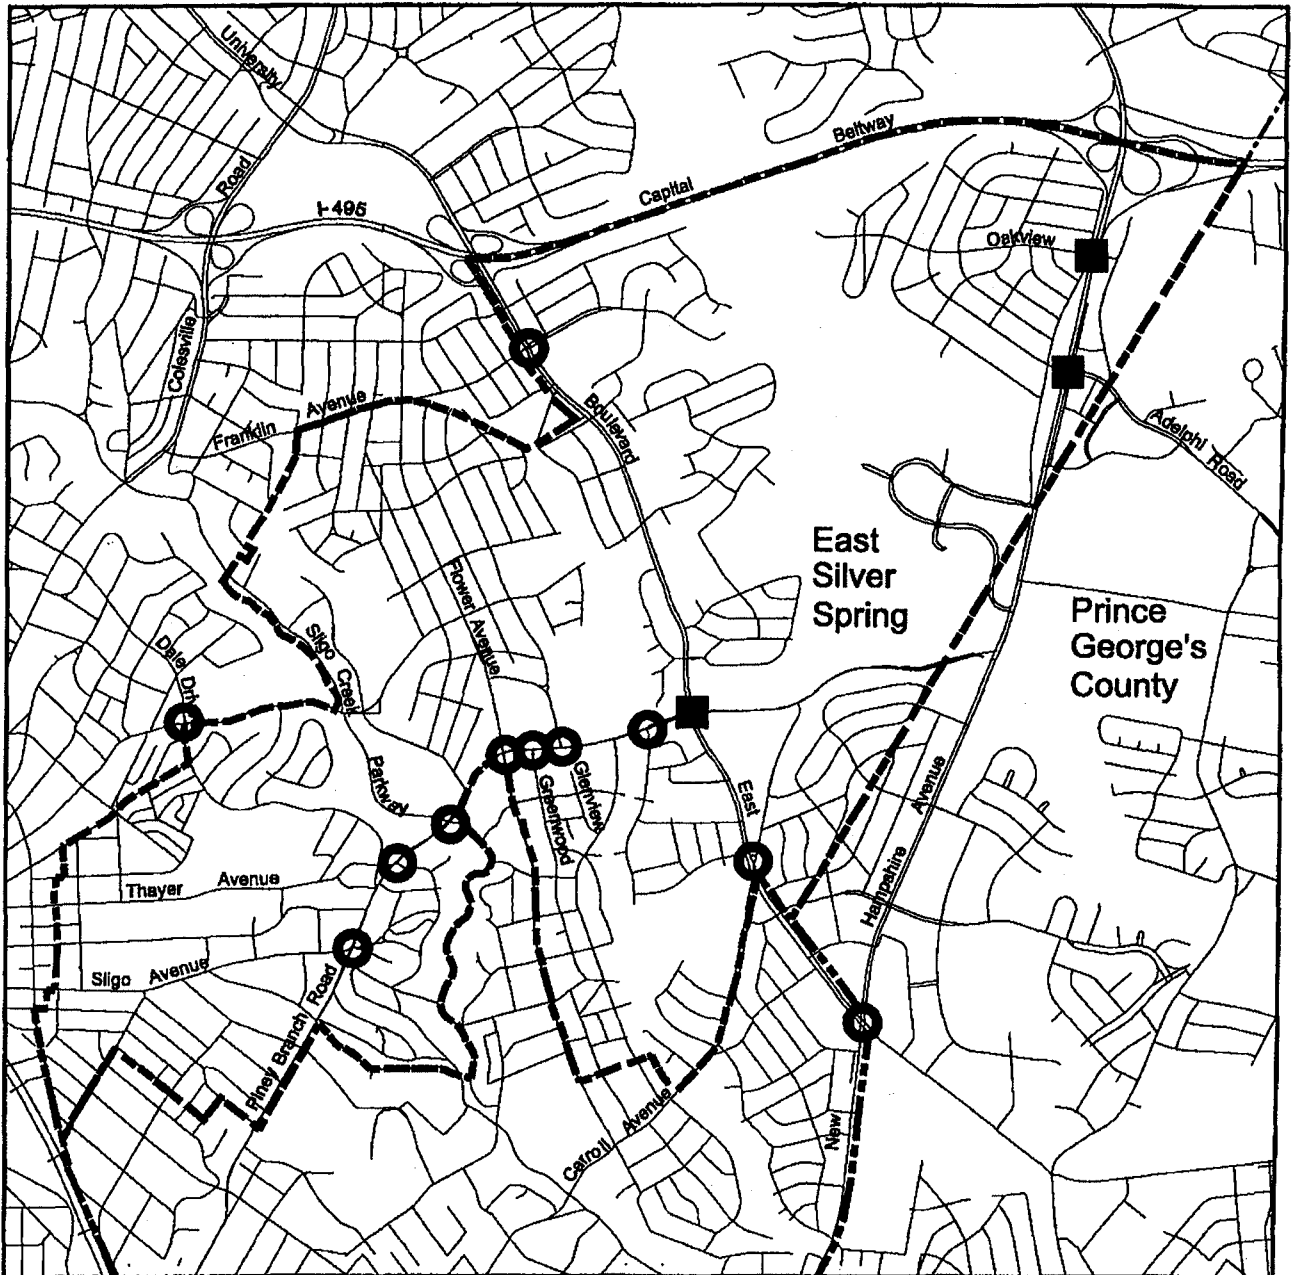 University
Beltway
Capital
Road
I-495
Oakview
Colesville
Avenue
Franklin
Boulevard
Adelphi Road
East
Silver
Spring
Flower Avenue
Prince
George's
County
Sligo Creek
Dale Dri
Parkway
Glenview
Greenwood
East
Avenue
Hampshire
Thayer Avenue
Sligo Avenue
Piney Branch Road
Carroll Avenue
New